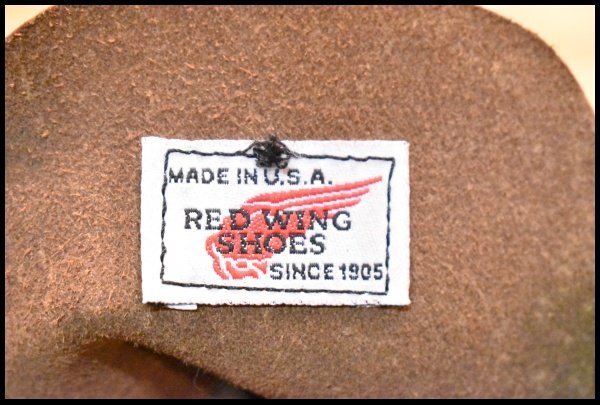 MADE IN U.S.A.
RED WING
SHOES
SINCE 1905